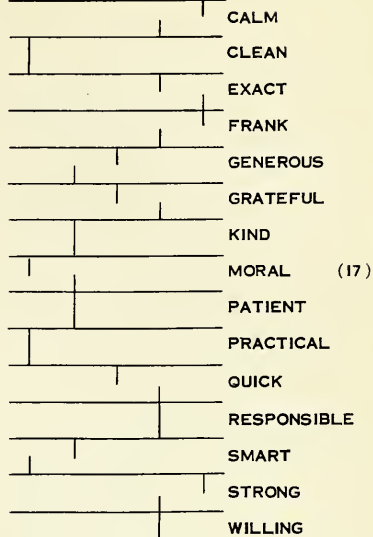 CALM
CLEAN
EXACT
FRANK
GENEROUS
GRATEFUL
KIND
MORAL (17)
PATIENT
PRACTICAL
QUICK
RESPONSIBLE
SMART
STRONG
WILLING